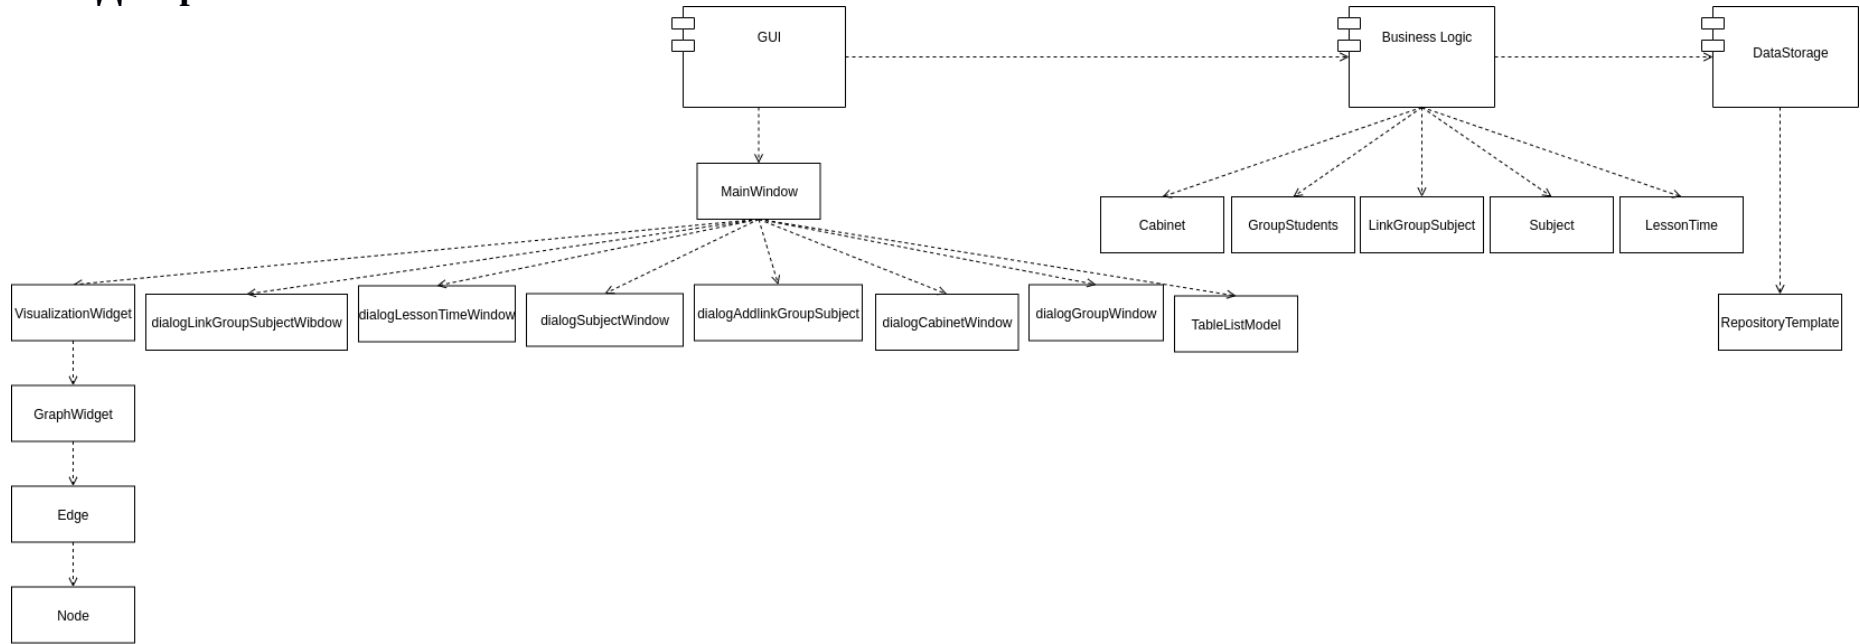 GUI
Business Logic
DataStorage
MainWindow
Cabinet
GroupStudents
LinkGroupSubject
Subject
LessonTime
VisualizationWidget
dialogLinkGroupSubjectWibdow
dialogLessonTimeWindow
dialogSubjectWindow
dialogAddlinkGroupSubject
dialogCabinetWindow
dialogGroupWindow
TableListModel
RepositoryTemplate
GraphWidget
Edge
Node